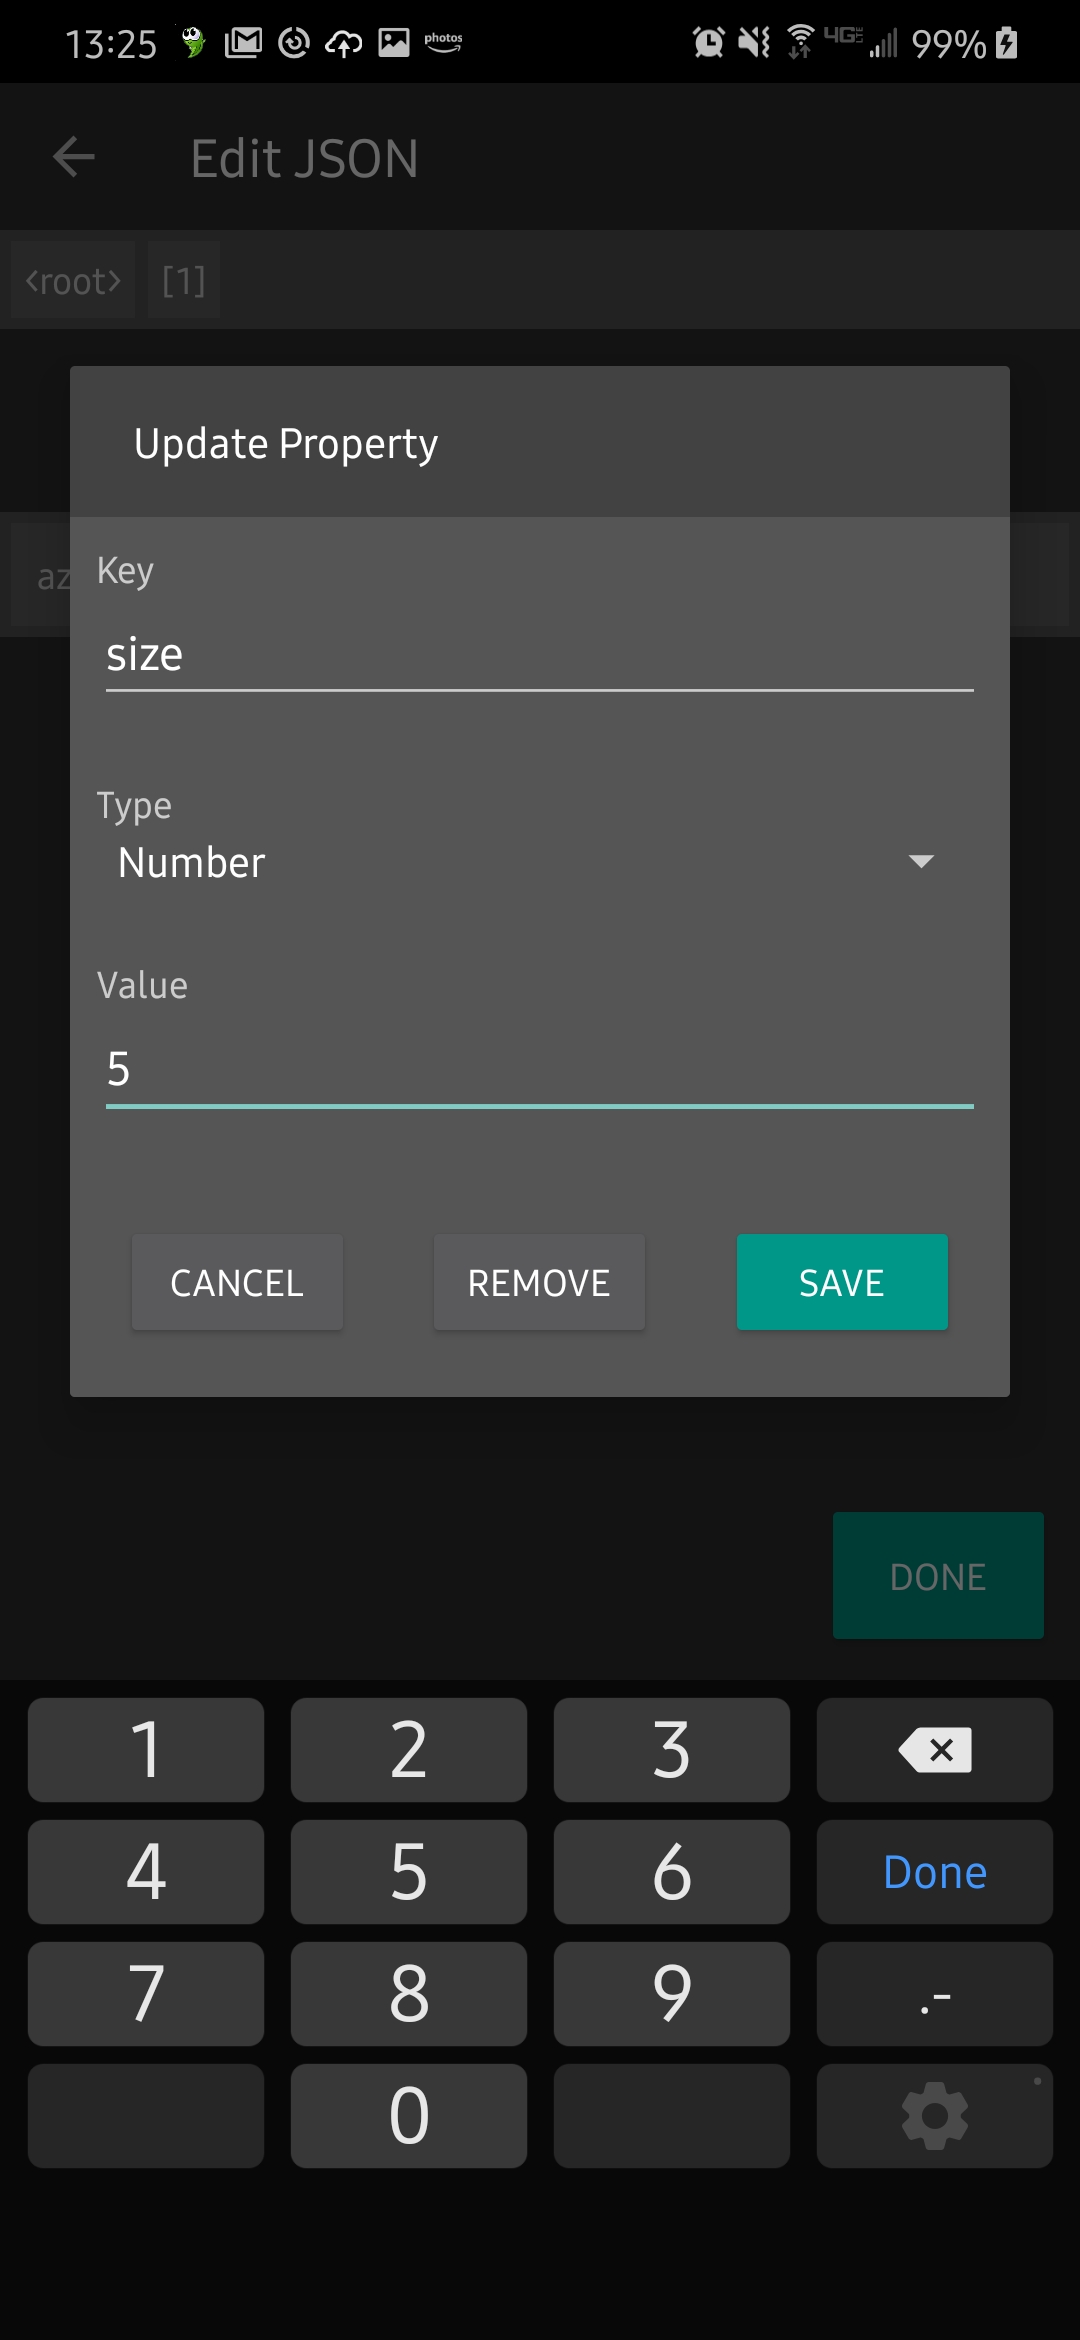 13:25 photos 4G LTE 99%
Edit JSON
<root> [1]
Update Property
az
Key
size
Type
Number
Value
5
CANCEL REMOVE SAVE
DONE
1 2 3
4 5 6 Done
7 8 9 .-
0